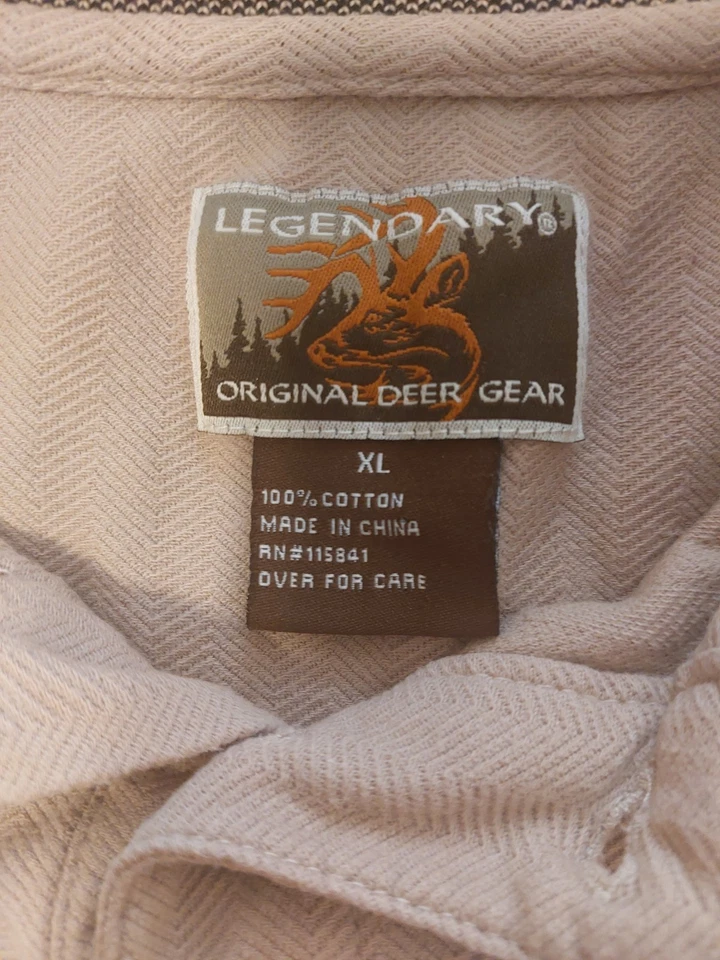 LEGENDARY®
ORIGINAL DEER GEAR
XL
100% COTTON
MADE IN CHINA
RN#115841
OVER FOR CARE